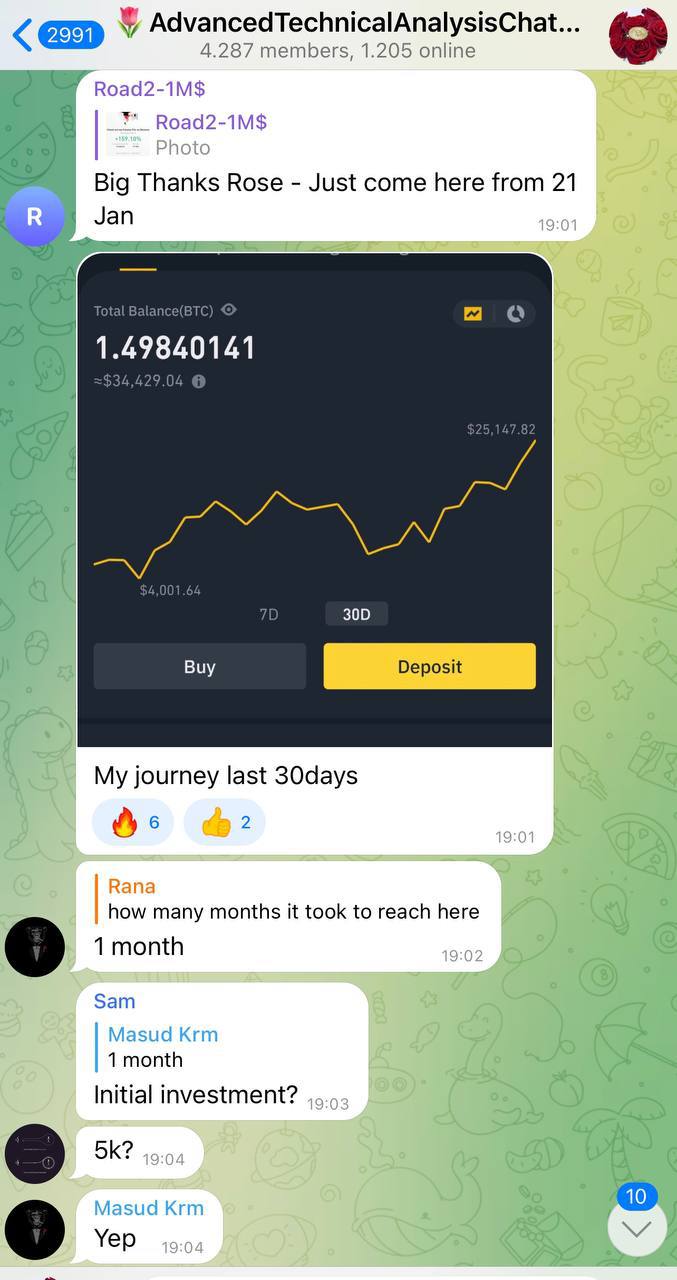 2991
🌷 AdvancedTechnicalAnalysisChat...
4.287 members, 1.205 online
Road2-1M$
Road2-1M$
Photo
Big Thanks Rose - Just come here from 21
Jan
19:01
R
Total Balance(BTC)
1.49840141
≈$34,429.04
$25,147.82
$4,001.64
7D
30D
Buy
Deposit
My journey last 30days
🔥 6 👍 2
19:01
Rana
how many months it took to reach here
1 month
19:02
Sam
Masud Krm
1 month
Initial investment? 19:03
5k? 19:04
10
Masud Krm
Yep 19:04